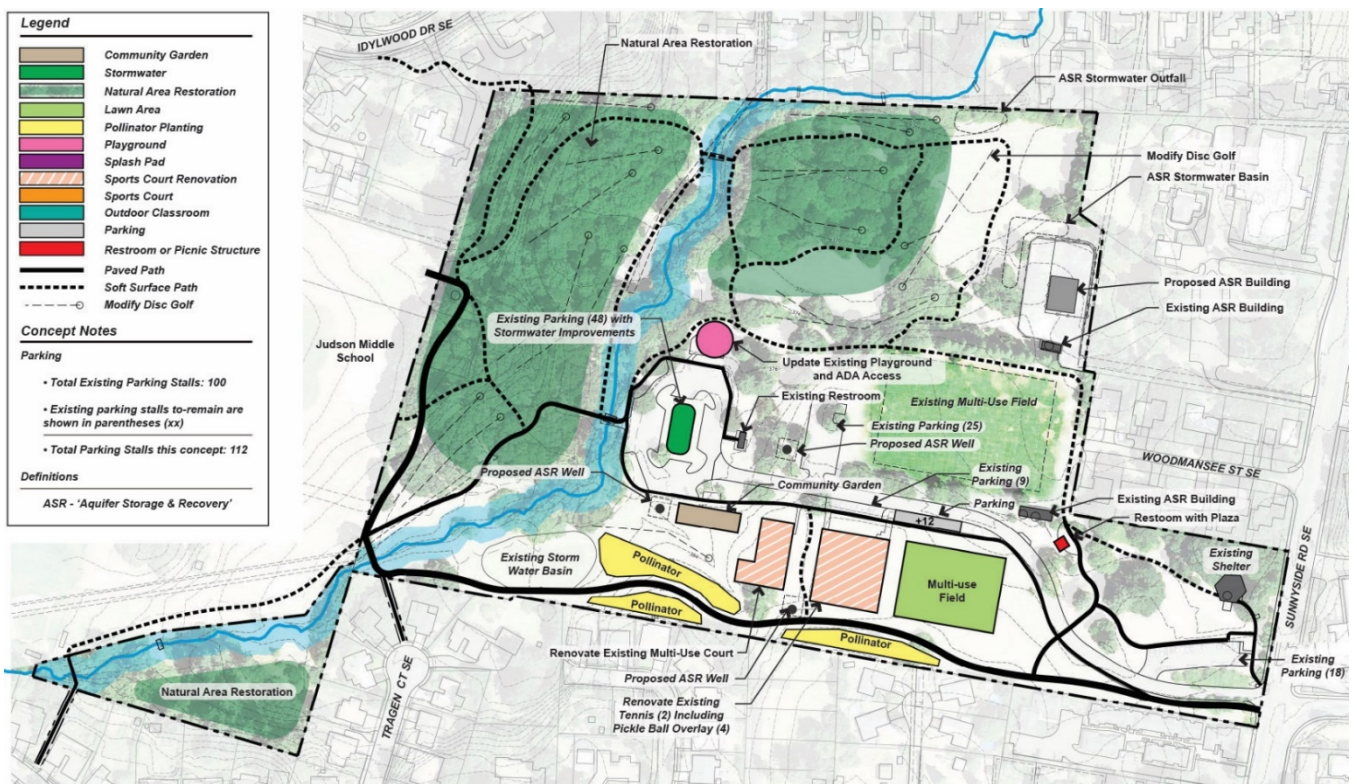 Legend
Community Garden
Stormwater
Natural Area Restoration
Lawn Area
Pollinator Planting
Playground
Splash Pad
Sports Court Renovation
Sports Court
Outdoor Classroom
Parking
Restroom or Picnic Structure
Paved Path
Soft Surface Path
Modify Disc Golf
Concept Notes
Parking
• Total Existing Parking Stalls: 100
• Existing parking stalls to-remain are
shown in parentheses (xx)
• Total Parking Stalls this concept: 112
Definitions
ASR - ‘Aquifer Storage & Recovery’
IDYLWOOD DR SE
Natural Area Restoration
ASR Stormwater Outfall
Modify Disc Golf
ASR Stormwater Basin
Proposed ASR Building
Existing ASR Building
Judson Middle
School
Existing Parking (48) with
Stormwater Improvements
Update Existing Playground
and ADA Access
Existing Restroom
Existing Multi-Use Field
Existing Parking (25)
Proposed ASR Well
WOODMANSEE ST SE
Proposed ASR Well
Community Garden
Existing
Parking (9)
Parking
+12
Existing ASR Building
Restoom with Plaza
Existing
Shelter
SUNNYSIDE RD SE
Existing Storm
Water Basin
Pollinator
Pollinator
Multi-use
Field
Pollinator
Renovate Existing Multi-Use Court
Proposed ASR Well
Renovate Existing
Tennis (2) Including
Pickle Ball Overlay (4)
Existing
Parking (18)
Natural Area Restoration
TRAGEN CT SE